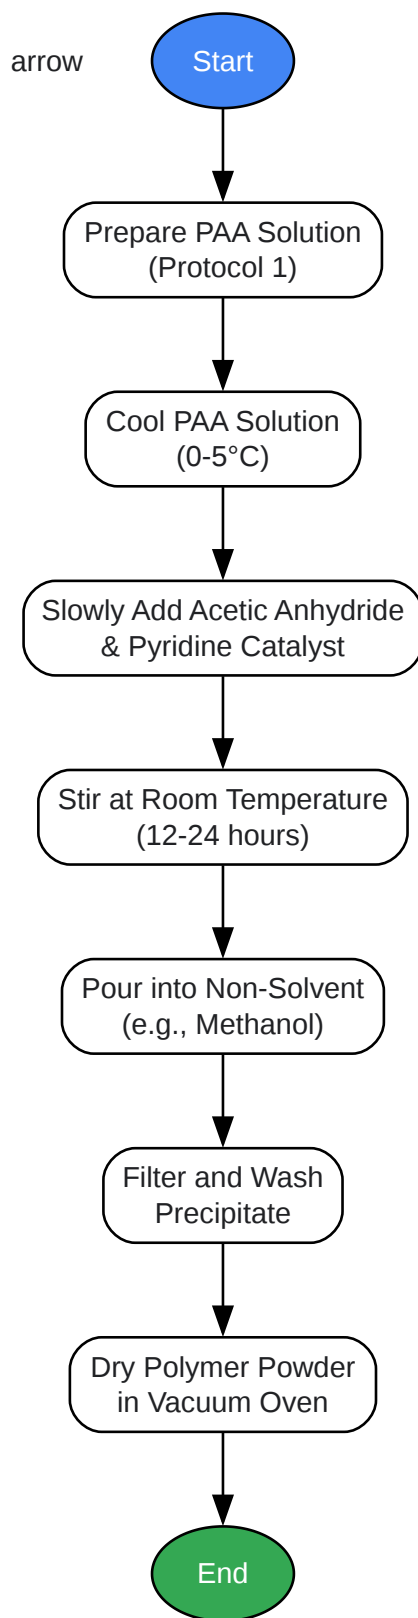 arrow
Start
Prepare PAA Solution
(Protocol 1)
Cool PAA Solution
(0-5°C)
Slowly Add Acetic Anhydride
& Pyridine Catalyst
Stir at Room Temperature
(12-24 hours)
Pour into Non-Solvent
(e.g., Methanol)
Filter and Wash
Precipitate
Dry Polymer Powder
in Vacuum Oven
End